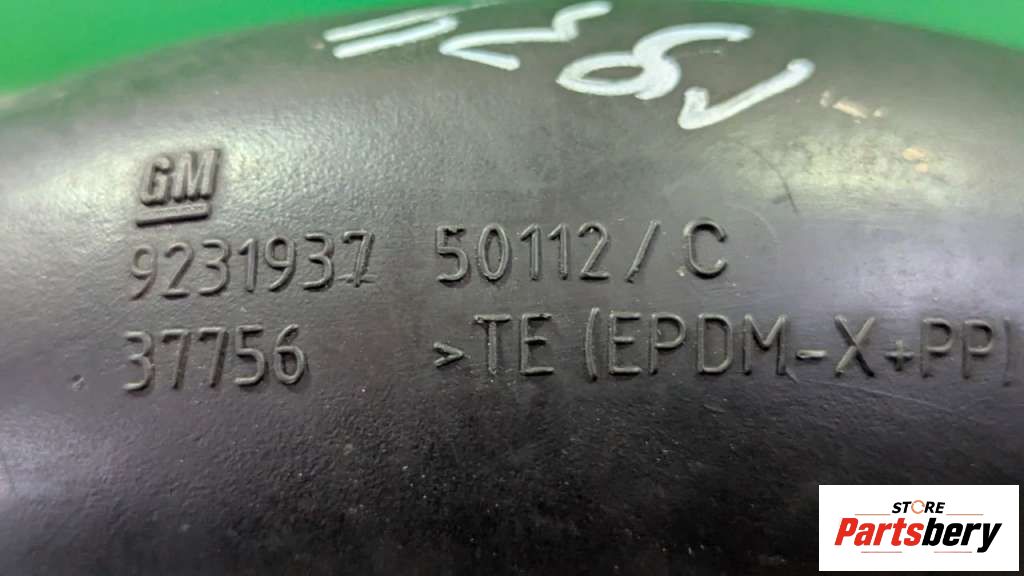 GM
9231937 50112/C
37756 >TE (EPDM-X+PP)
STORE
Partsbery